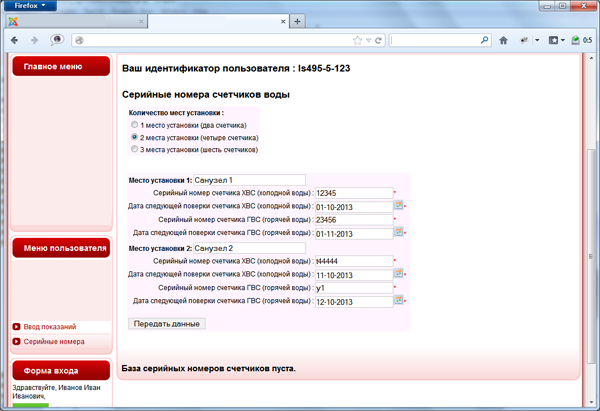 Firefox
0:5
Главное меню
Меню пользователя
Ввод показаний
Серийные номера
Форма входа
Здравствуйте, Иванов Иван
Иванович,
Ваш идентификатор пользователя : ls495-5-123
Серийные номера счетчиков воды
Количество мест установки :
1 место установки (два счетчика)
2 места установки (четыре счетчика)
3 места установки (шесть счетчиков)
Место установки 1: Санузел 1
Серийный номер счетчика ХВС (холодной воды) : 12345 *
Дата следующей поверки счетчика ХВС (холодной воды) : 01-10-2013 *
Серийный номер счетчика ГВС (горячей воды) : 23456 *
Дата следующей поверки счетчика ГВС (горячей воды) : 01-11-2013 *
Место установки 2: Санузел 2
Серийный номер счетчика ХВС (холодной воды) : t44444 *
Дата следующей поверки счетчика ХВС (холодной воды) : 11-10-2013 *
Серийный номер счетчика ГВС (горячей воды) : y1 *
Дата следующей поверки счетчика ГВС (горячей воды) : 12-10-2013 *
Передать данные
База серийных номеров счетчиков пуста.